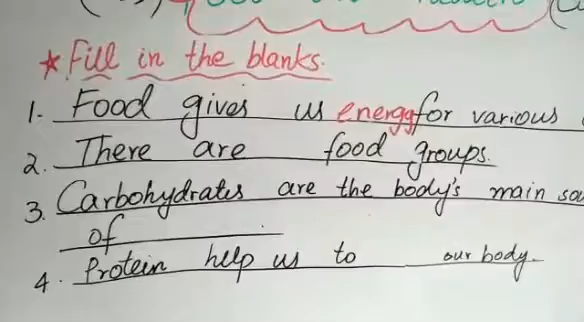 ★ Fill in the blanks.
1. Food gives us energy for various
2. There are food groups.
3. Carbohydrates are the body's main
of
4. Protein help us to our body.